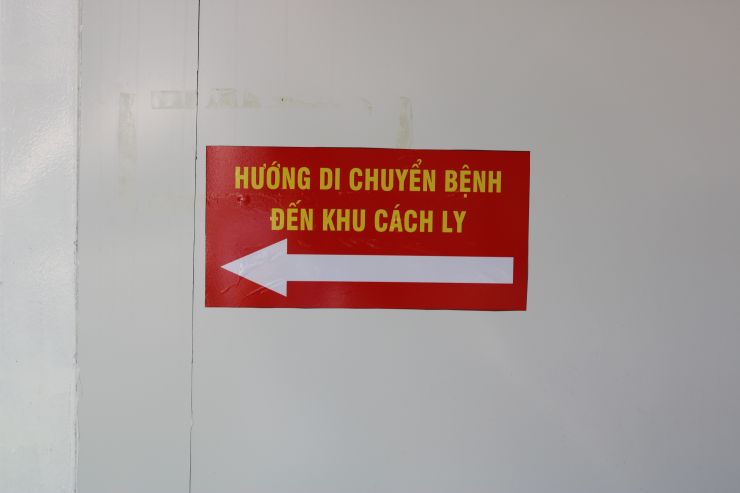 HƯỚNG DI CHUYỂN BỆNH
ĐẾN KHU CÁCH LY